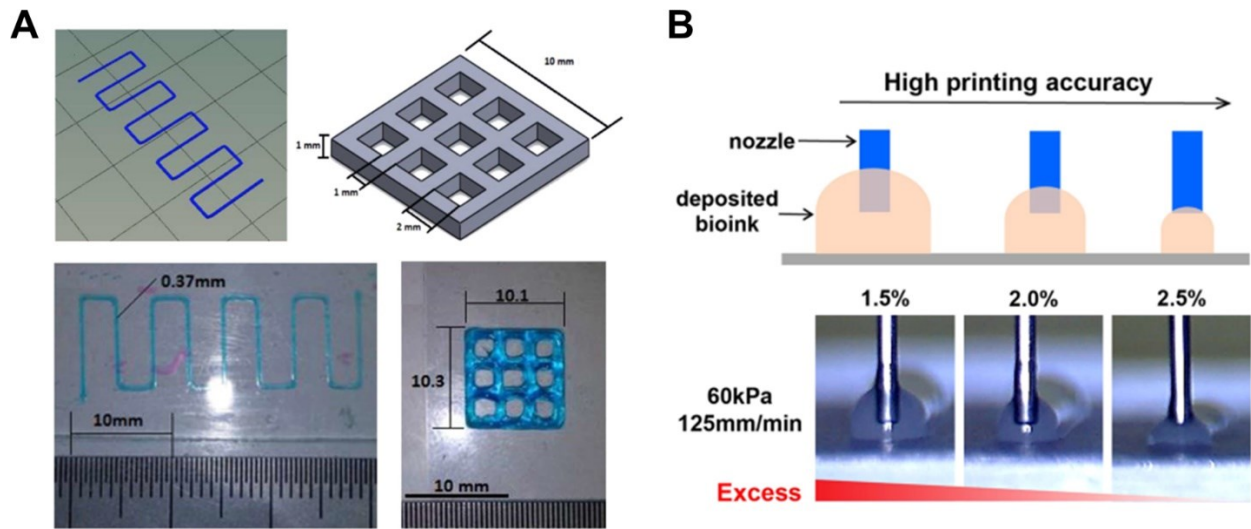 A
10 mm
1 mm
1 mm
2 mm
0.37mm
10mm
10.1
10.3
10 mm
B
High printing accuracy
nozzle
deposited
bioink
1.5%
2.0%
2.5%
60kPa
125mm/min
Excess